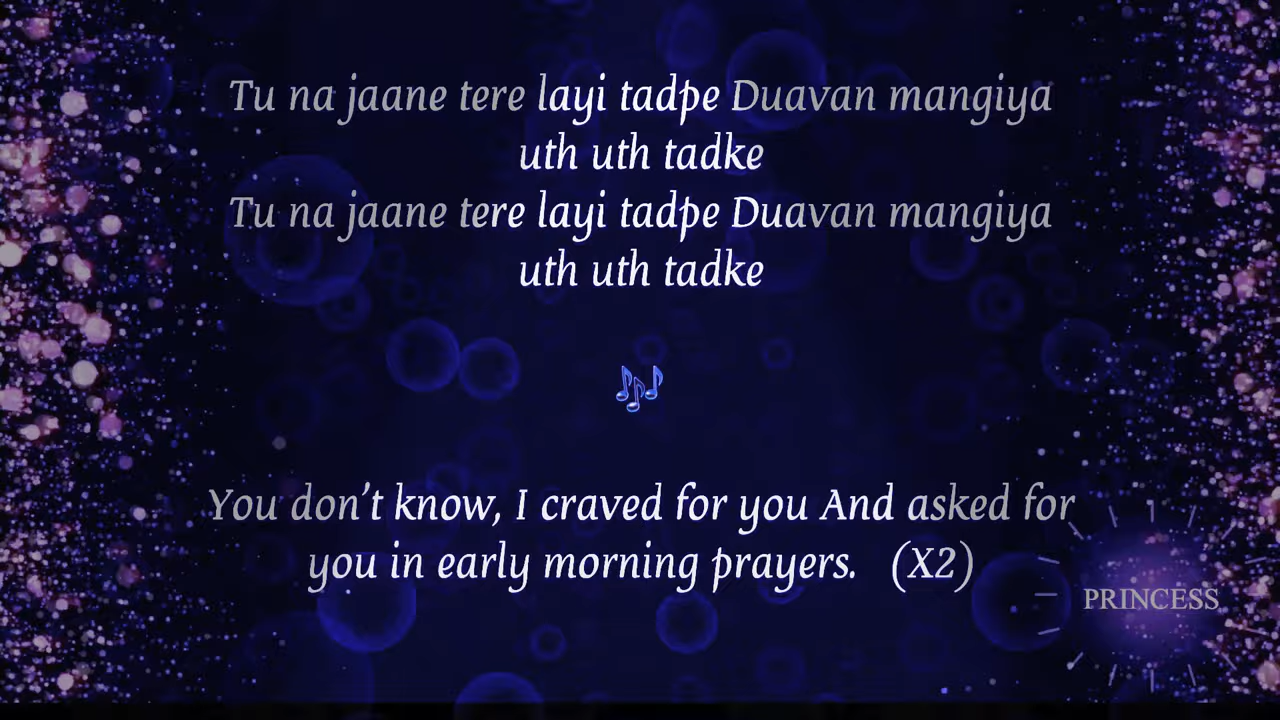 Tu na jaane tere layi tadpe Duavan mangiya
uth uth tadke
Tu na jaane tere layi tadpe Duavan mangiya
uth uth tadke
🎶
You don’t know, I craved for you And asked for
you in early morning prayers. (X2)
PRINCESS